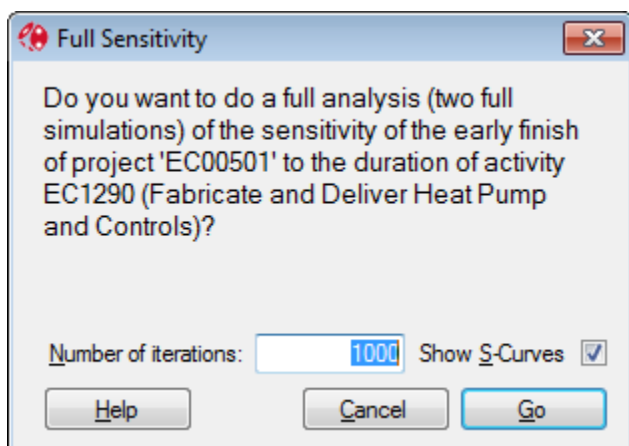 Full Sensitivity
Do you want to do a full analysis (two full
simulations) of the sensitivity of the early finish
of project 'EC00501' to the duration of activity
EC1290 (Fabricate and Deliver Heat Pump
and Controls)?
Number of iterations: 1000 Show S-Curves
Help Cancel Go